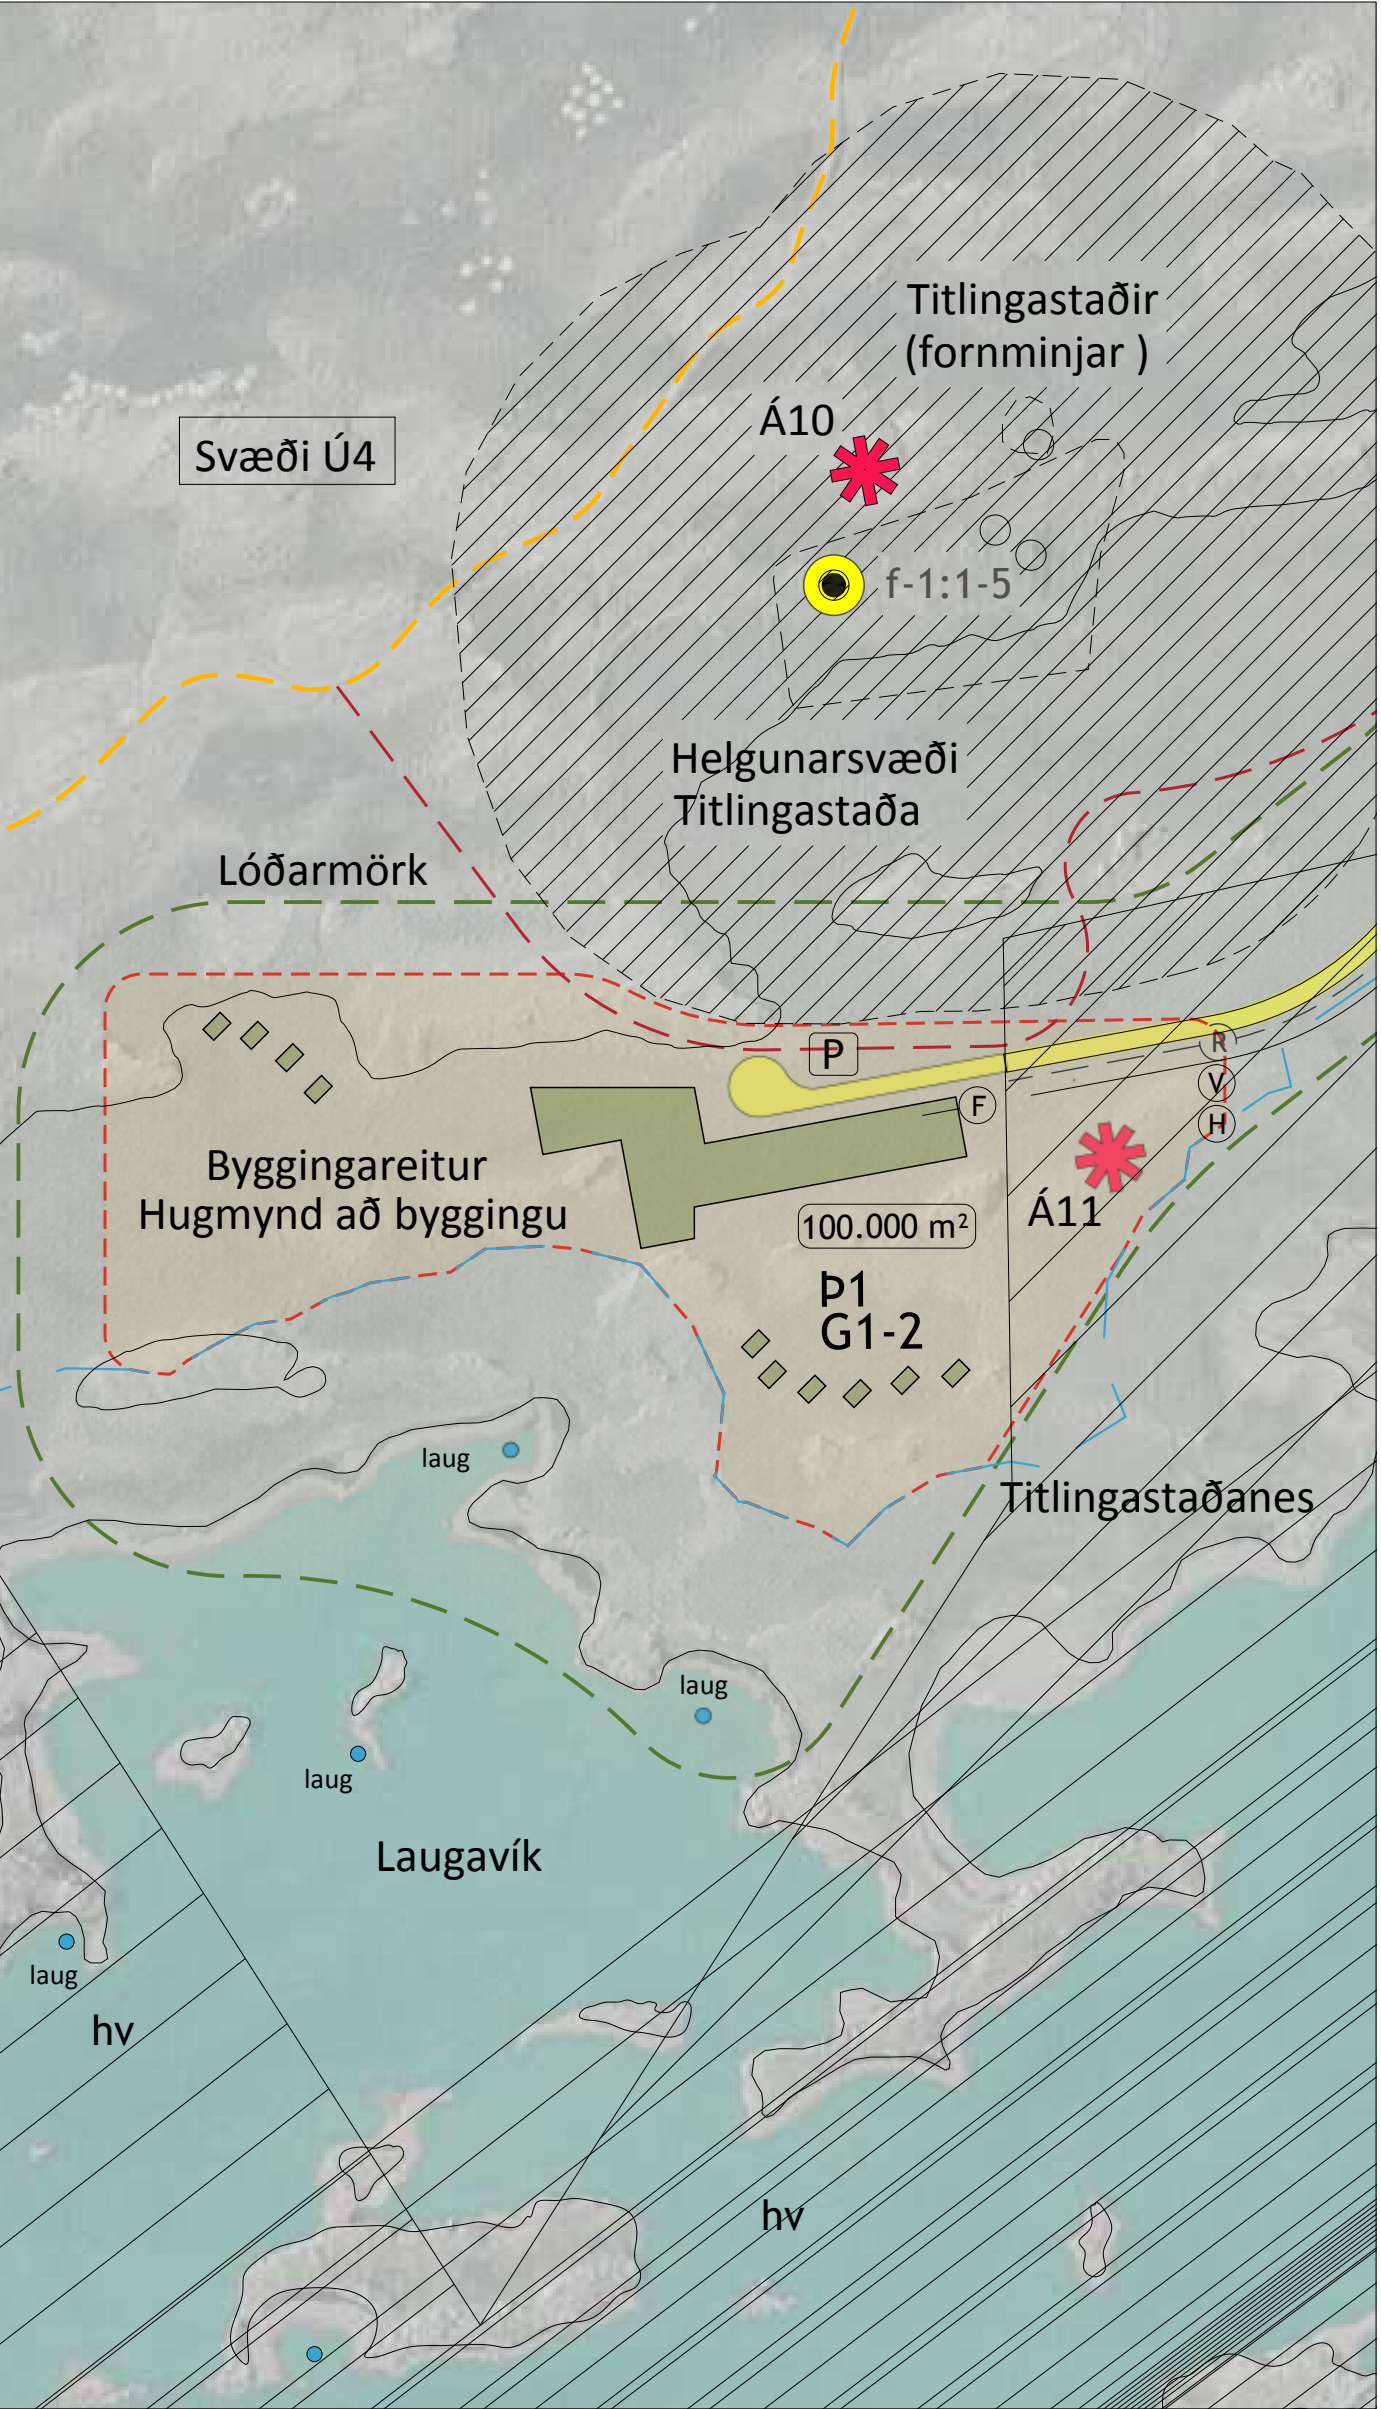 Titlingastaðir
(fornminjar )
Á10
Svæði Ú4
f-1:1-5
Helgunarsvæði
Titlingastaða
Lóðarmörk
R
P
V
F
H
Byggingareitur
Hugmynd að byggingu
Á11
100.000 m²
Þ1
G1-2
laug
Titlingastaðanes
laug
laug
Laugavík
laug
hv
hv